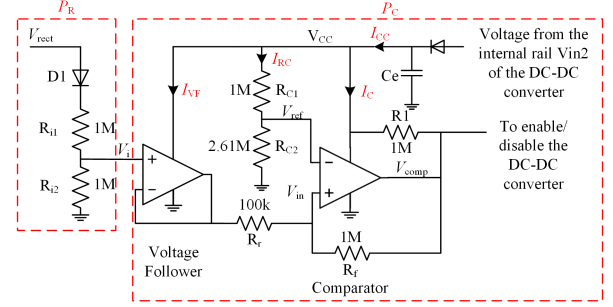 P_R
P_C
V_rect
D1
R_i1
1M
V_i
R_i2
1M
I_VF
V_CC
I_RC
1M
R_C1
V_ref
2.61M
R_C2
I_CC
Ce
I_C
R1
1M
Voltage from the
internal rail Vin2
of the DC-DC
converter
To enable/
disable the
DC-DC
converter
+
−
−
+
V_in
V_comp
100k
R_r
1M
R_f
Voltage
Follower
Comparator